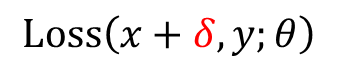 Loss(x + δ, y; θ)